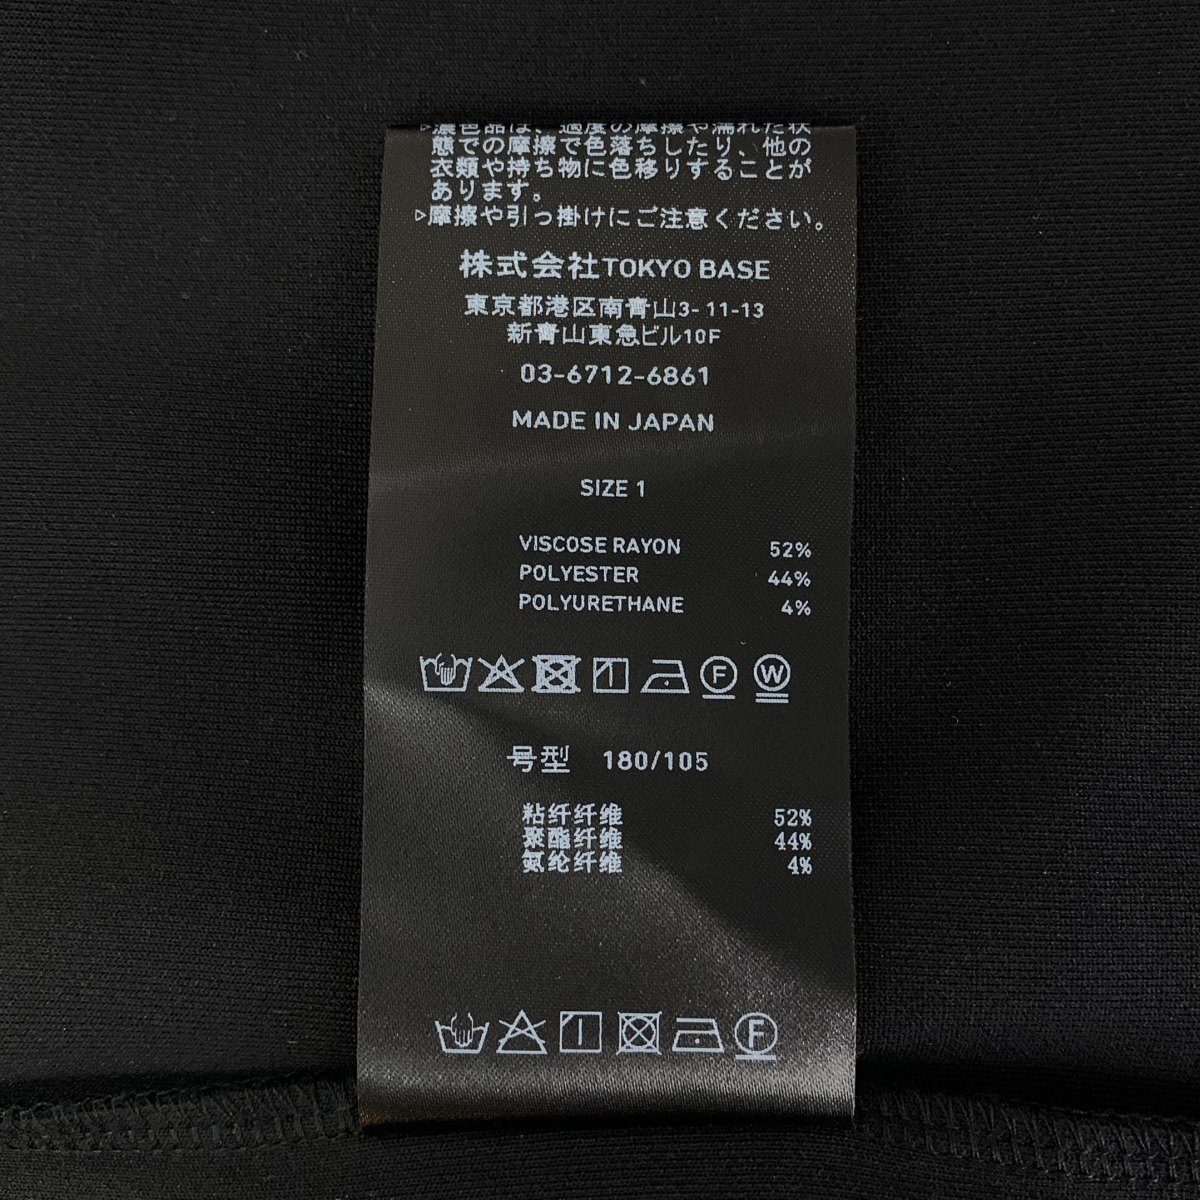 ▷濃色品は、過度の摩擦や濡れた状
態での摩擦で色落ちしたり、他の
衣類や持ち物に色移りすることが
あります。
▷摩擦や引っ掛けにご注意ください。
株式会社TOKYO BASE
東京都港区南青山3-11-13
新青山東急ビル10F
03-6712-6861
MADE IN JAPAN
SIZE 1
VISCOSE RAYON 52%
POLYESTER 44%
POLYURETHANE 4%
F W
号型 180/105
粘纤纤维 52%
聚酯纤维 44%
氨纶纤维 4%
F